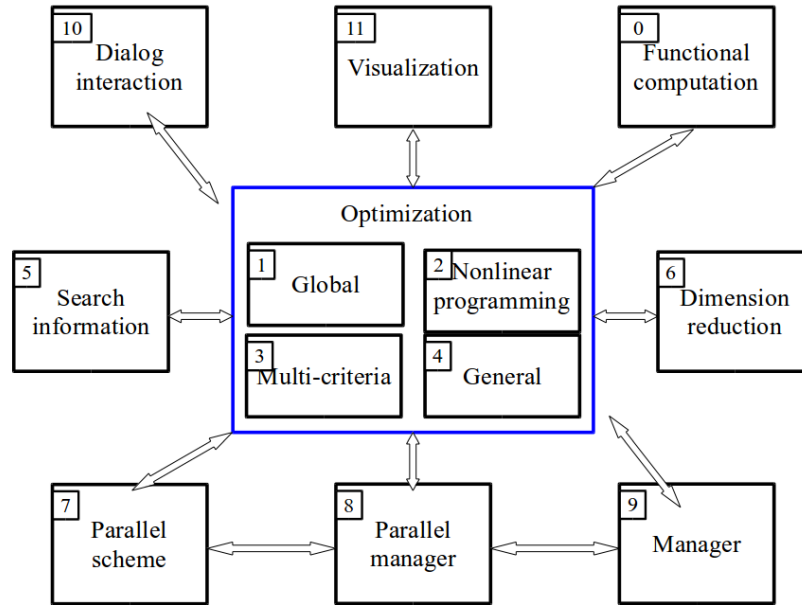 10
Dialog
interaction
11
Visualization
0
Functional
computation
Optimization
1
Global
2
Nonlinear
programming
3
Multi-criteria
4
General
5
Search
information
6
Dimension
reduction
7
Parallel
scheme
8
Parallel
manager
9
Manager